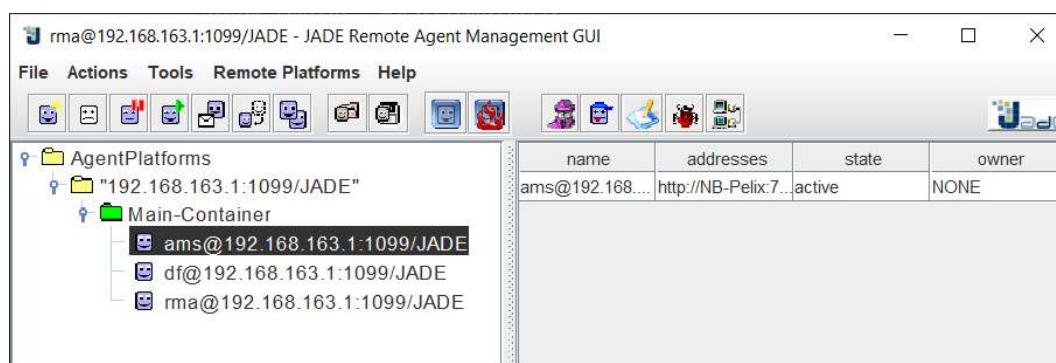 rma@192.168.163.1:1099/JADE - JADE Remote Agent Management GUI
File Actions Tools Remote Platforms Help
Jade
AgentPlatforms
"192.168.163.1:1099/JADE"
Main-Container
ams@192.168.163.1:1099/JADE
df@192.168.163.1:1099/JADE
rma@192.168.163.1:1099/JADE
name addresses state owner
ams@192.168.... http://NB-Pelix:7... active NONE